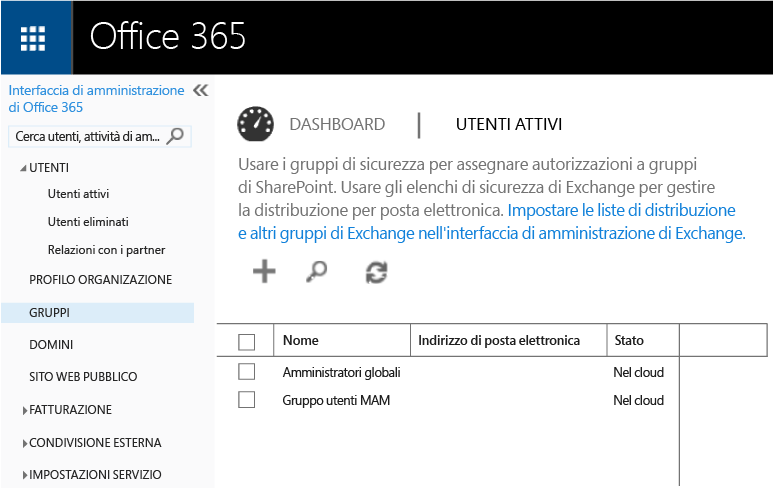 Office 365
Interfaccia di amministrazione
di Office 365
Cerca utenti, attività di am...
UTENTI
Utenti attivi
Utenti eliminati
Relazioni con i partner
PROFILO ORGANIZZAZIONE
GRUPPI
DOMINI
SITO WEB PUBBLICO
FATTURAZIONE
CONDIVISIONE ESTERNA
IMPOSTAZIONI SERVIZIO
DASHBOARD | UTENTI ATTIVI
Usare i gruppi di sicurezza per assegnare autorizzazioni a gruppi
di SharePoint. Usare gli elenchi di sicurezza di Exchange per gestire
la distribuzione per posta elettronica. Impostare le liste di distribuzione
e altri gruppi di Exchange nell'interfaccia di amministrazione di Exchange.
Nome Indirizzo di posta elettronica Stato
Amministratori globali Nel cloud
Gruppo utenti MAM Nel cloud